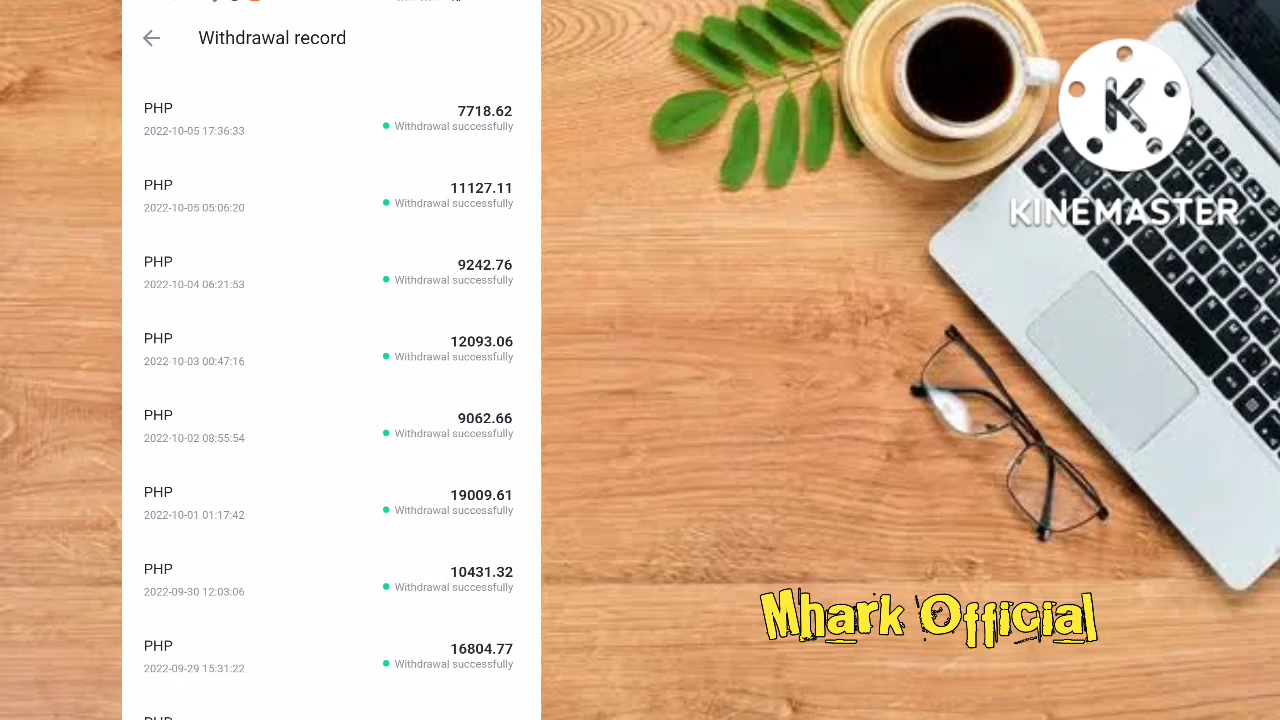 Withdrawal record
PHP
7718.62
2022-10-05 17:36:33
Withdrawal successfully
PHP
11127.11
2022-10-05 05:06:20
Withdrawal successfully
PHP
9242.76
2022-10-04 06:21:53
Withdrawal successfully
PHP
12093.06
2022-10-03 00:47:16
Withdrawal successfully
PHP
9062.66
2022-10-02 08:55:54
Withdrawal successfully
PHP
19009.61
2022-10-01 01:17:42
Withdrawal successfully
PHP
10431.32
2022-09-30 12:03:06
Withdrawal successfully
PHP
16804.77
2022-09-29 15:31:22
Withdrawal successfully
K
KINEMASTER
Mhark Official